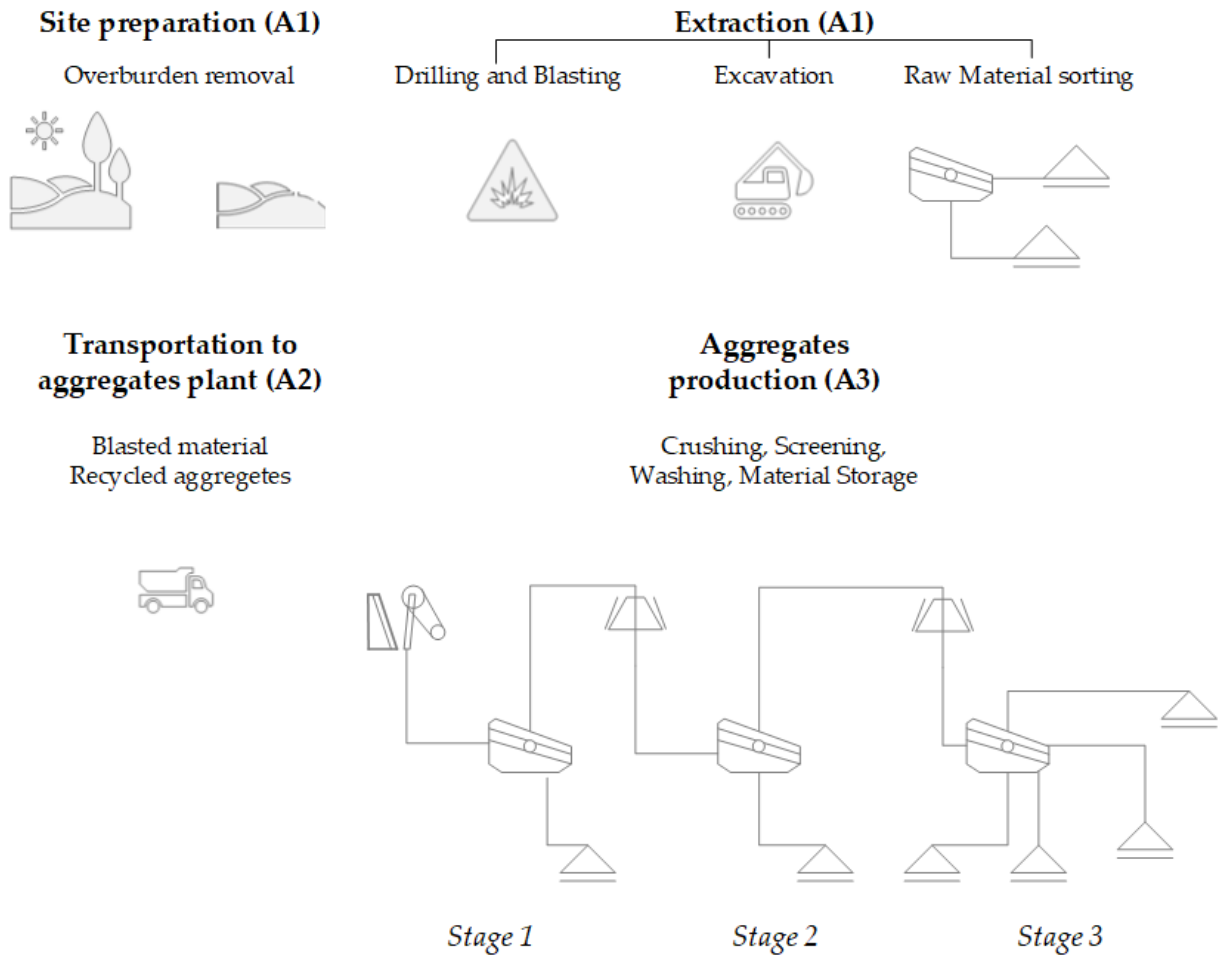 Site preparation (A1)
Overburden removal
Extraction (A1)
Drilling and Blasting
Excavation
Raw Material sorting
Transportation to
aggregates plant (A2)
Blasted material
Recycled aggregetes
Aggregates
production (A3)
Crushing, Screening,
Washing, Material Storage
Stage 1
Stage 2
Stage 3